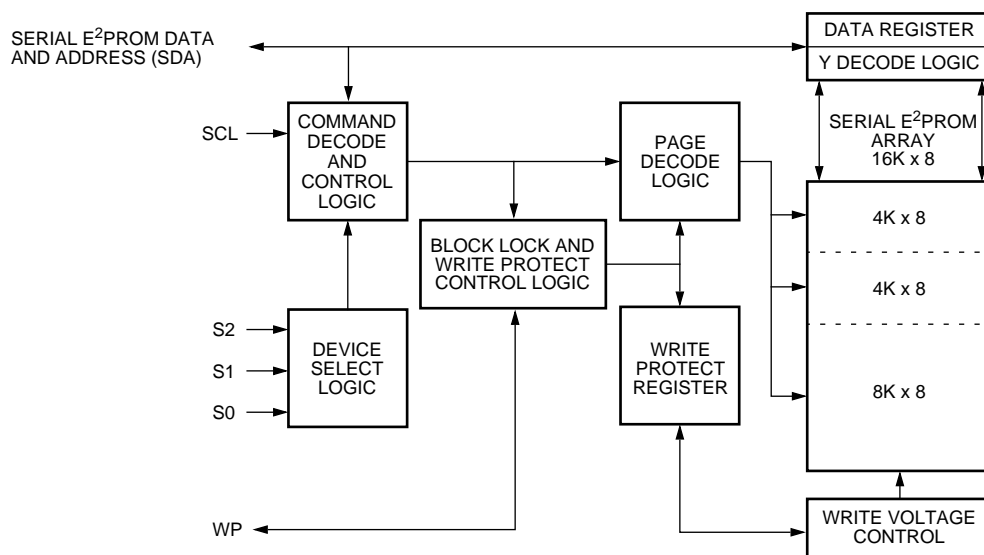 SERIAL E²PROM DATA
AND ADDRESS (SDA)
DATA REGISTER
Y DECODE LOGIC
SCL
COMMAND
DECODE
AND
CONTROL
LOGIC
PAGE
DECODE
LOGIC
SERIAL E²PROM
ARRAY
16K x 8
4K x 8
BLOCK LOCK AND
WRITE PROTECT
CONTROL LOGIC
4K x 8
S2
S1
S0
DEVICE
SELECT
LOGIC
WRITE
PROTECT
REGISTER
8K x 8
WP
WRITE VOLTAGE
CONTROL